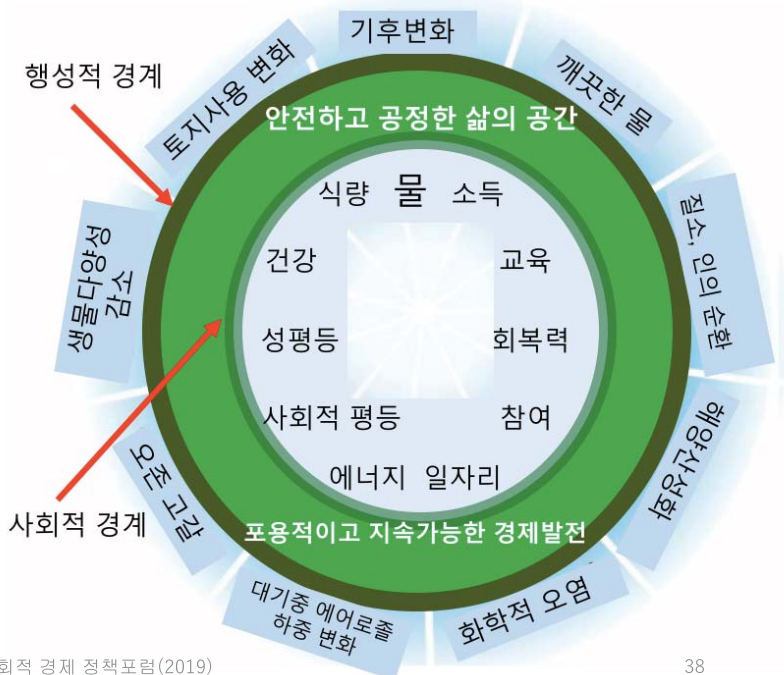 기후변화
행성적 경계
토지사용 변화
깨끗한 물
안전하고 공정한 삶의 공간
식량 물 소득
건강 교육
질소, 인의 순환
생물다양성
감소
성평등 회복력
사회적 평등 참여
에너지 일자리
해양산성화
오존 고갈
사회적 경계
포용적이고 지속가능한 경제발전
대기중 에어로졸
하중 변화
화학적 오염
회적 경제 정책포럼(2019) 38